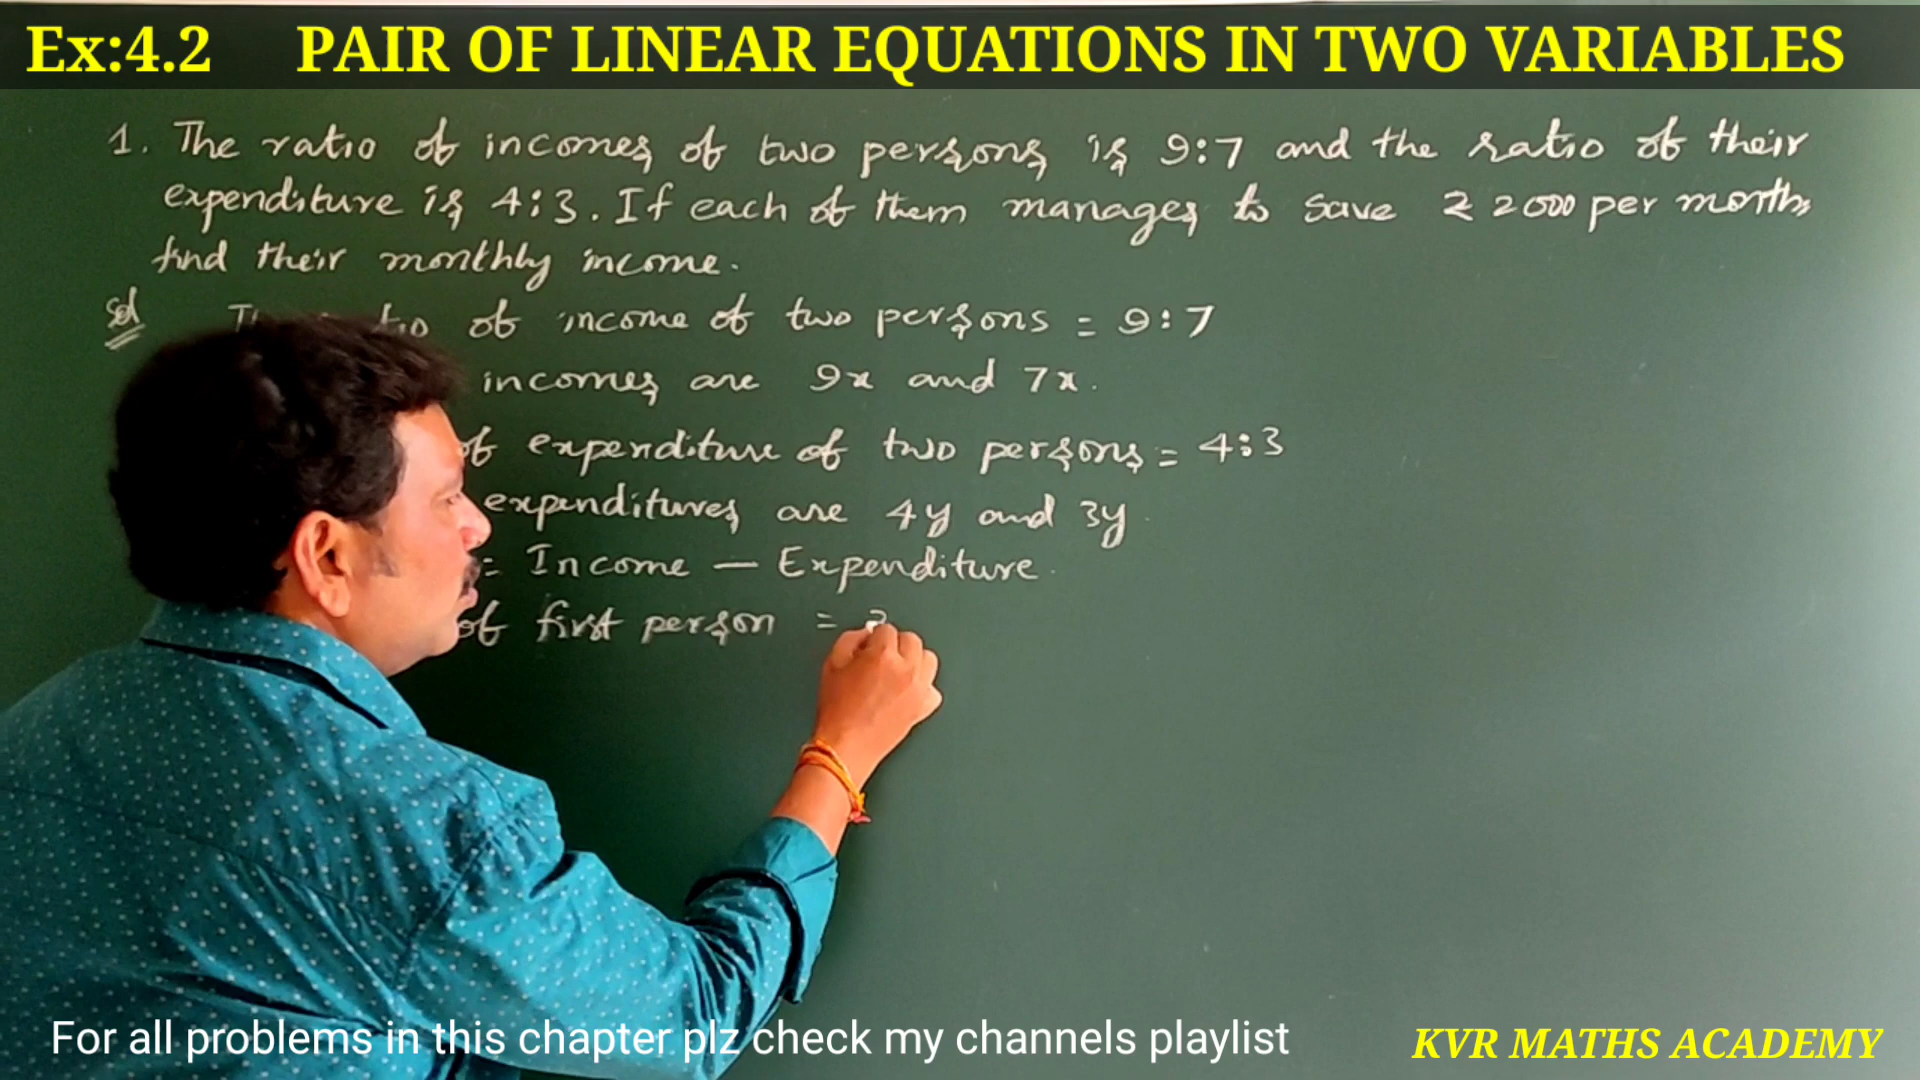 Ex:4.2 PAIR OF LINEAR EQUATIONS IN TWO VARIABLES
1. The ratio of incomes of two persons is 9:7 and the ratio of their
expenditure is 4:3. If each of them manages to save ₹ 2000 per month,
find their monthly income.
Sol
of income of two persons = 9:7
incomes are 9x and 7x.
of expenditure of two persons = 4:3
expenditures are 4y and 3y
= Income - Expenditure.
of first person =
For all problems in this chapter plz check my channels playlist
KVR MATHS ACADEMY